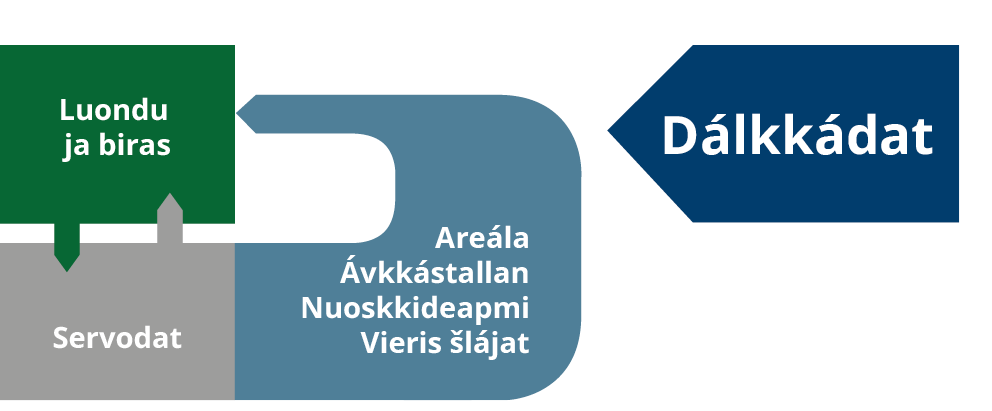 Luondu
ja biras
Servodat
Areála
Ávkkástallan
Nuoskkideapmi
Vieris šlájat
Dálkkádat